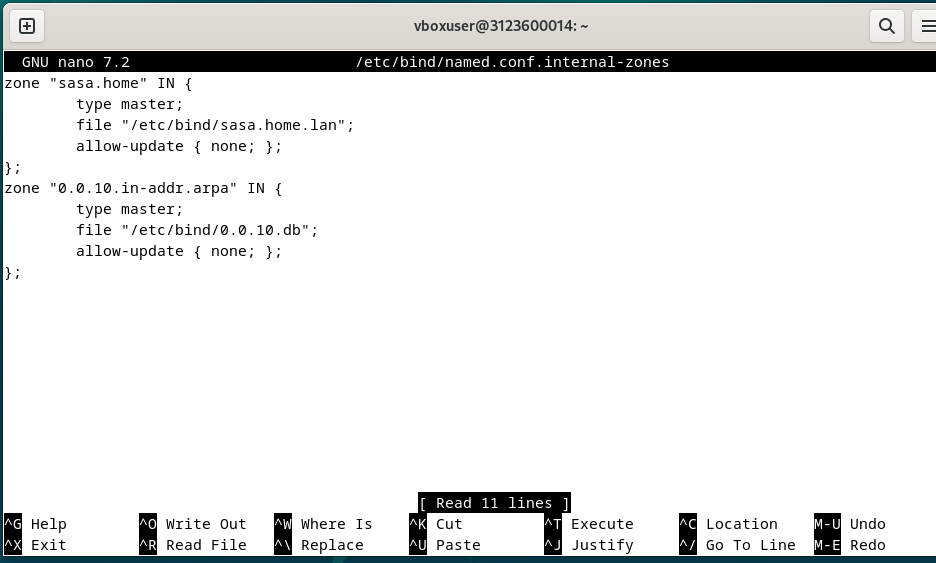 vboxuser@3123600014: ~
GNU nano 7.2 /etc/bind/named.conf.internal-zones
zone "sasa.home" IN {
        type master;
        file "/etc/bind/sasa.home.lan";
        allow-update { none; };
};
zone "0.0.10.in-addr.arpa" IN {
        type master;
        file "/etc/bind/0.0.10.db";
        allow-update { none; };
};
[ Read 11 lines ]
^G Help ^O Write Out ^W Where Is ^K Cut ^T Execute ^C Location M-U Undo
^X Exit ^R Read File ^\ Replace ^U Paste ^J Justify ^/ Go To Line M-E Redo